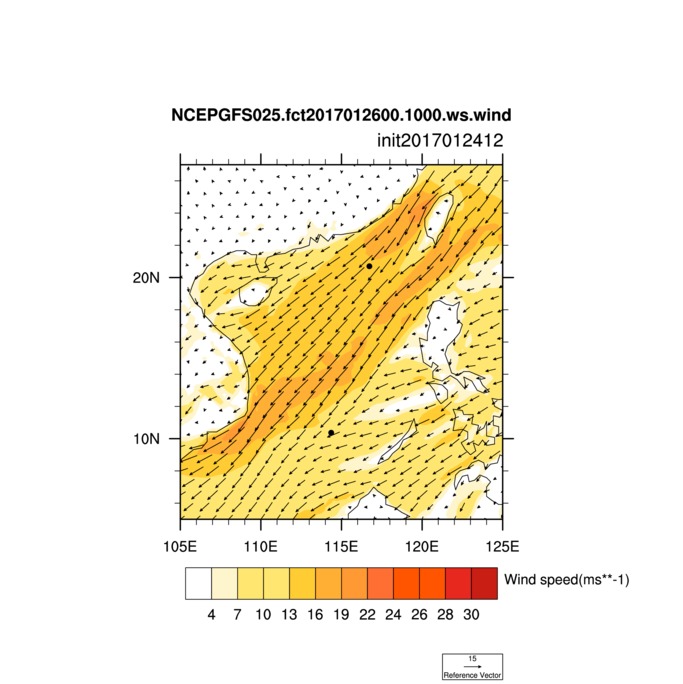 NCEPGFS025.fct2017012600.1000.ws.wind
init2017012412
20N
10N
105E 110E 115E 120E 125E
Wind speed(ms**-1)
4 7 10 13 16 19 22 24 26 28 30
15
Reference Vector